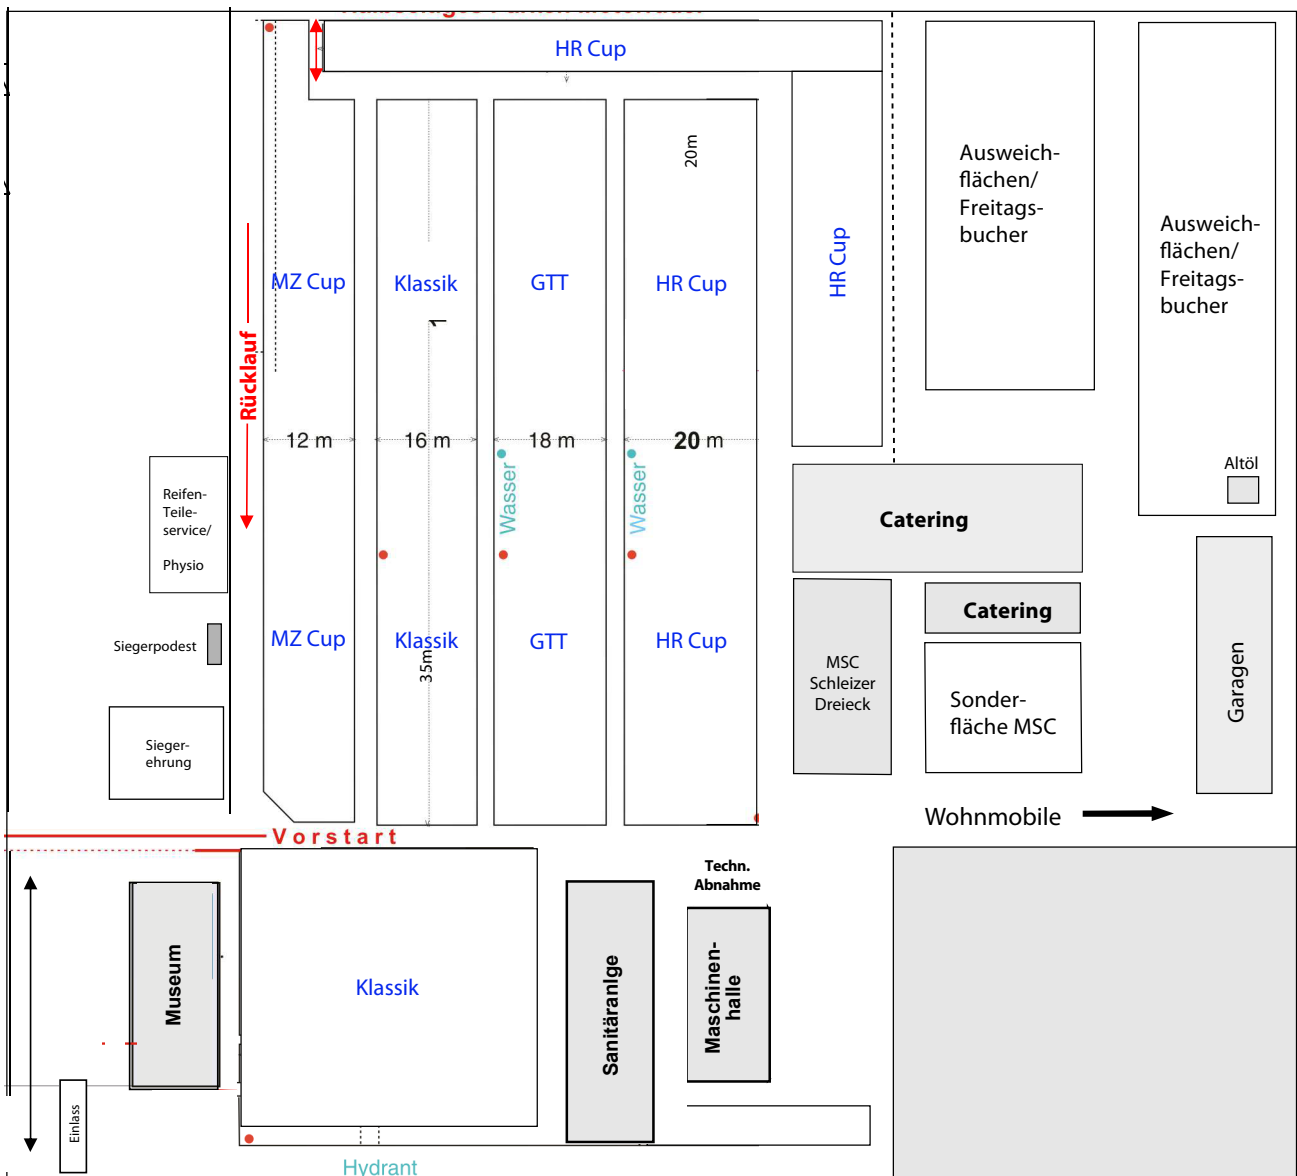 HR Cup
20m
Ausweich-
flächen/
Freitags-
bucher
Ausweich-
flächen/
Freitags-
bucher
HR Cup
MZ Cup
Klassik
GTT
HR Cup
1
Rücklauf
12 m
16 m
18 m
20 m
Wasser
Wasser
Altöl
Reifen-
Teile-
service/
Physio
Catering
Catering
Siegerpodest
MZ Cup
Klassik
GTT
HR Cup
35m
MSC
Schleizer
Dreieck
Sonder-
fläche MSC
Garagen
Sieger-
ehrung
Wohnmobile
Vorstart
Techn.
Abnahme
Museum
Klassik
Sanitäranlge
Maschinen-
halle
Einlass
Hydrant